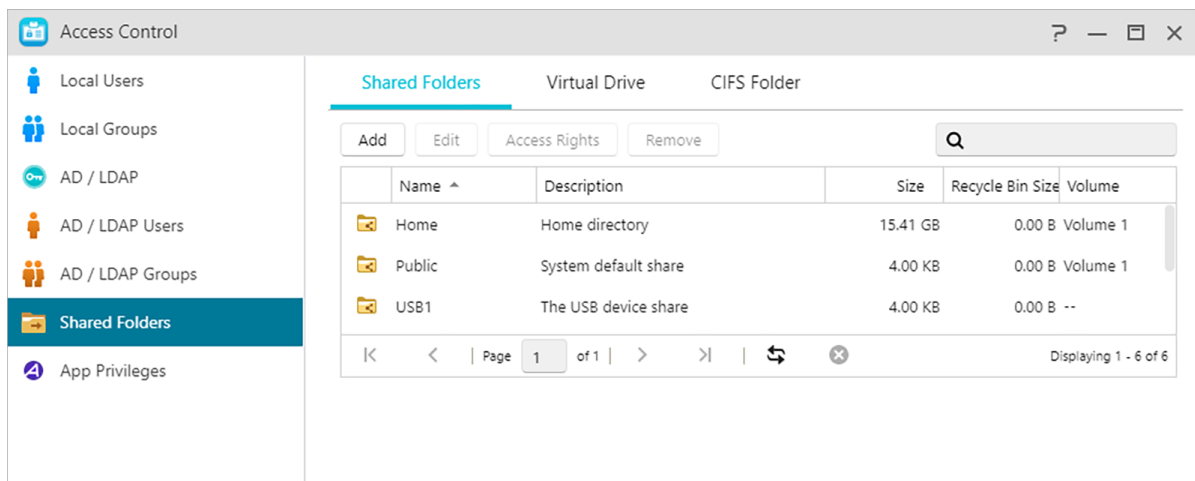 Access Control
Local Users
Local Groups
AD / LDAP
AD / LDAP Users
AD / LDAP Groups
Shared Folders
App Privileges
Shared Folders Virtual Drive CIFS Folder
Add Edit Access Rights Remove
Name Description Size Recycle Bin Size Volume
Home Home directory 15.41 GB 0.00 B Volume 1
Public System default share 4.00 KB 0.00 B Volume 1
USB1 The USB device share 4.00 KB 0.00 B --
Page 1 of 1 Displaying 1 - 6 of 6